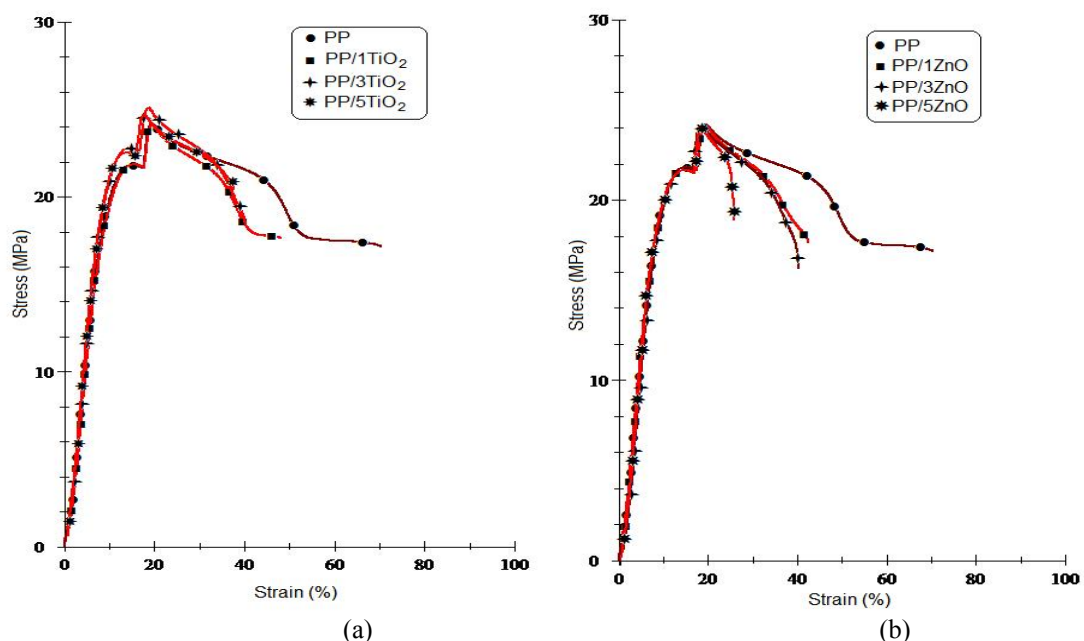 30
20
10
0
Stress (MPa)
PP
PP/1TiO₂
PP/3TiO₂
PP/5TiO₂
0 20 40 60 80 100
Strain (%)
(a)
30
20
10
0
Stress (MPa)
PP
PP/1ZnO
PP/3ZnO
PP/5ZnO
0 20 40 60 80 100
Strain (%)
(b)